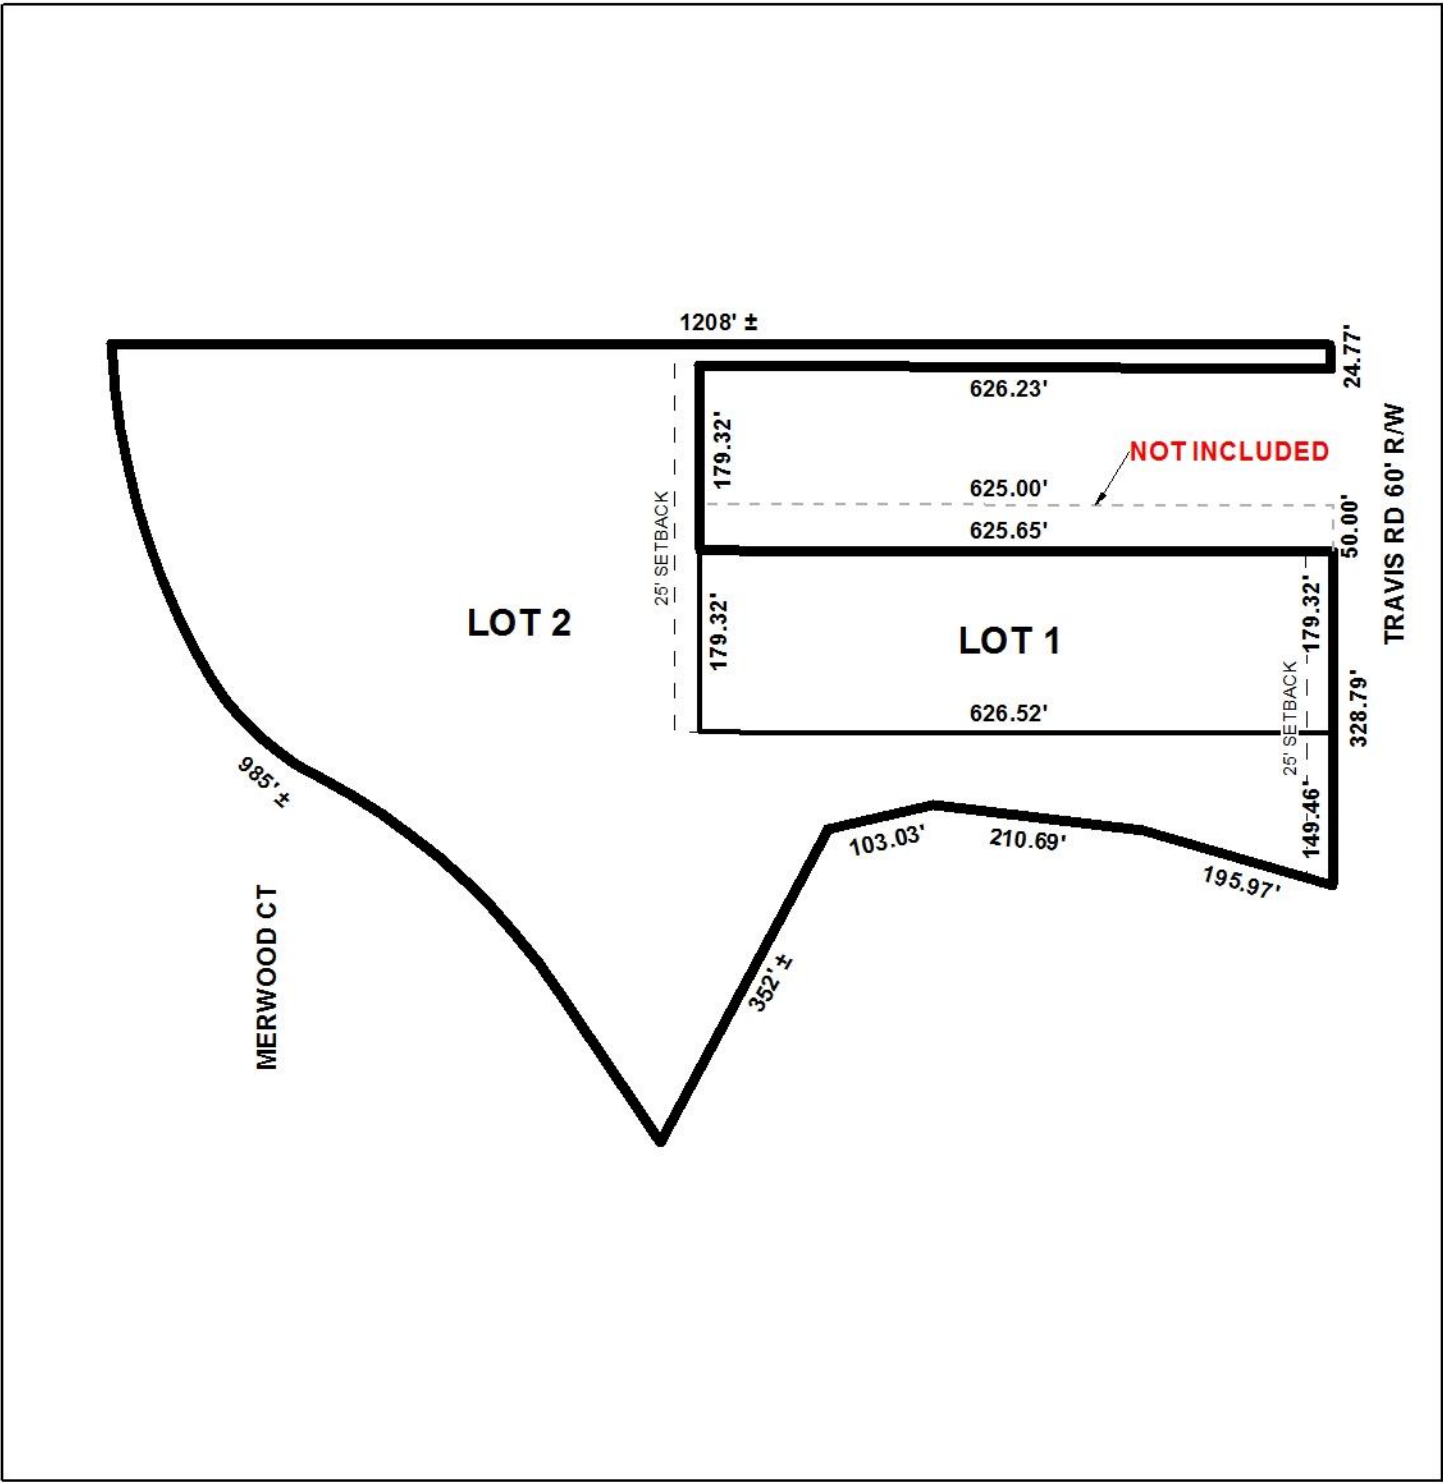 1208' ±
24.77'
626.23'
179.32'
NOT INCLUDED
625.00'
50.00'
TRAVIS RD 60' R/W
625.65'
25' SETBACK
LOT 2
179.32'
LOT 1
179.32'
328.79'
626.52'
25' SETBACK
149.46'
985' ±
103.03'
210.69'
195.97'
352' ±
MERWOOD CT